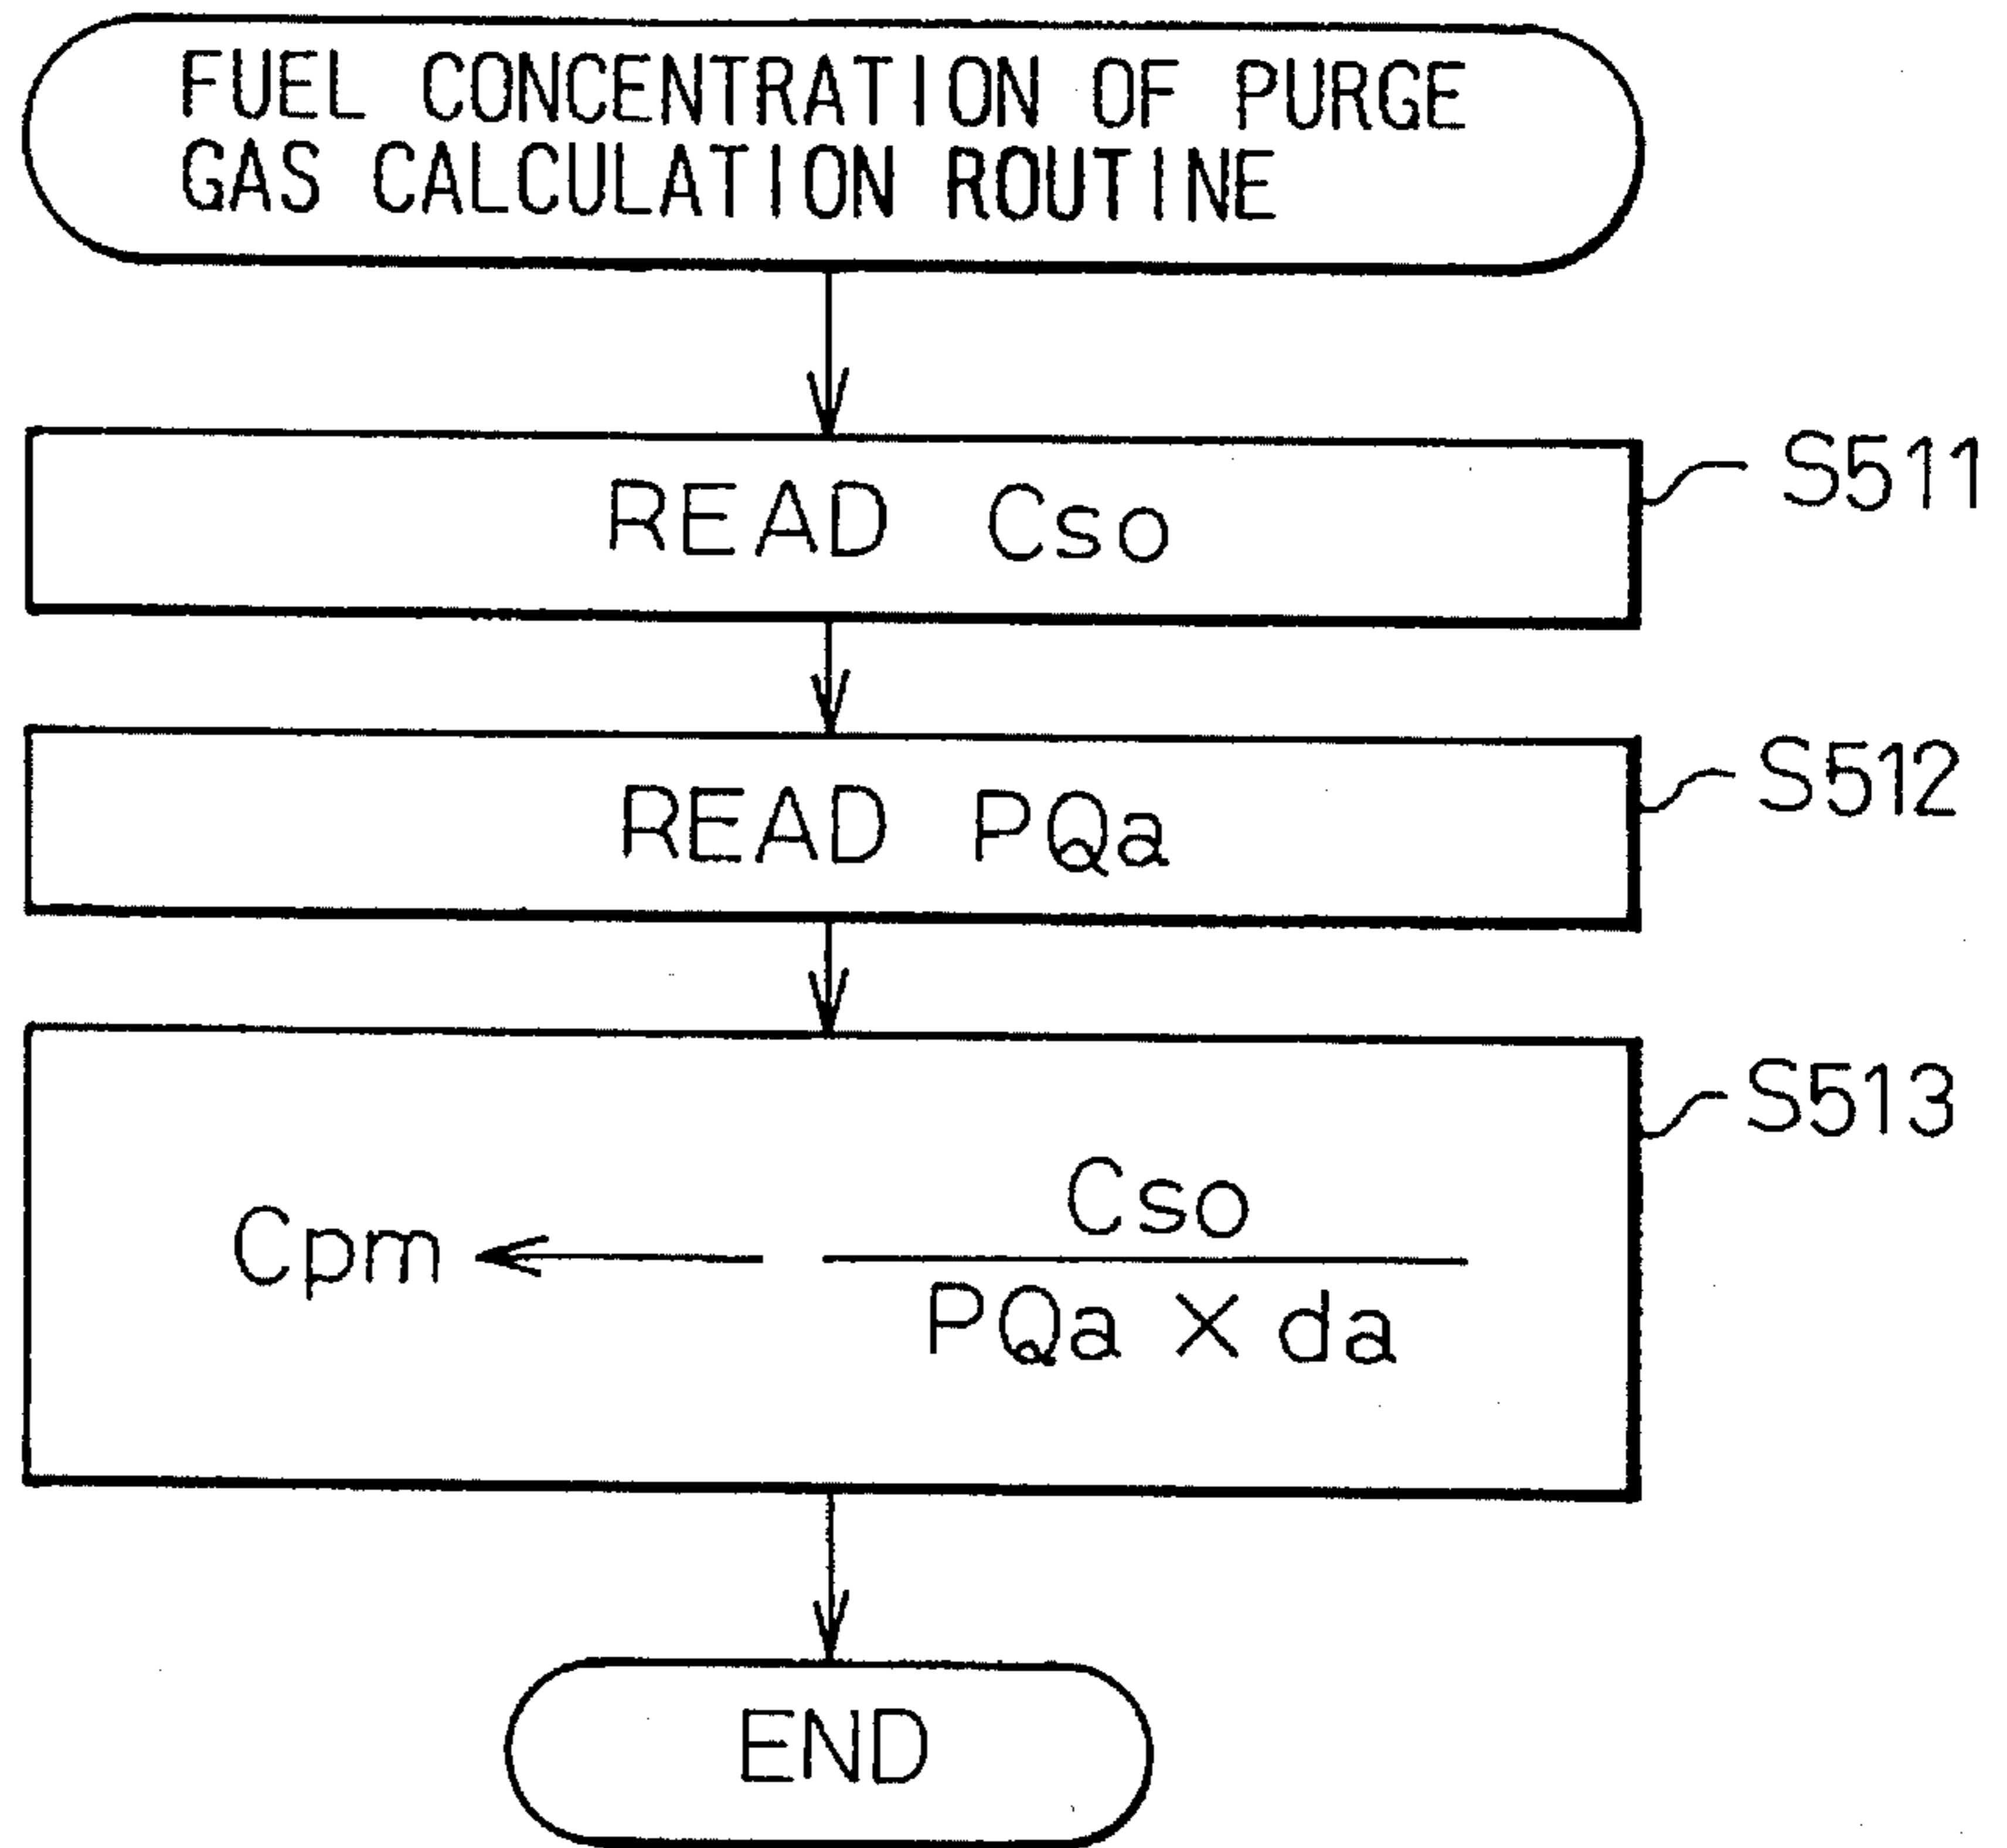 FUEL CONCENTRATION OF PURGE
GAS CALCULATION ROUTINE
READ Cso
S511
READ PQa
S512
S513
Cso
Cpm ←
PQa × da
END